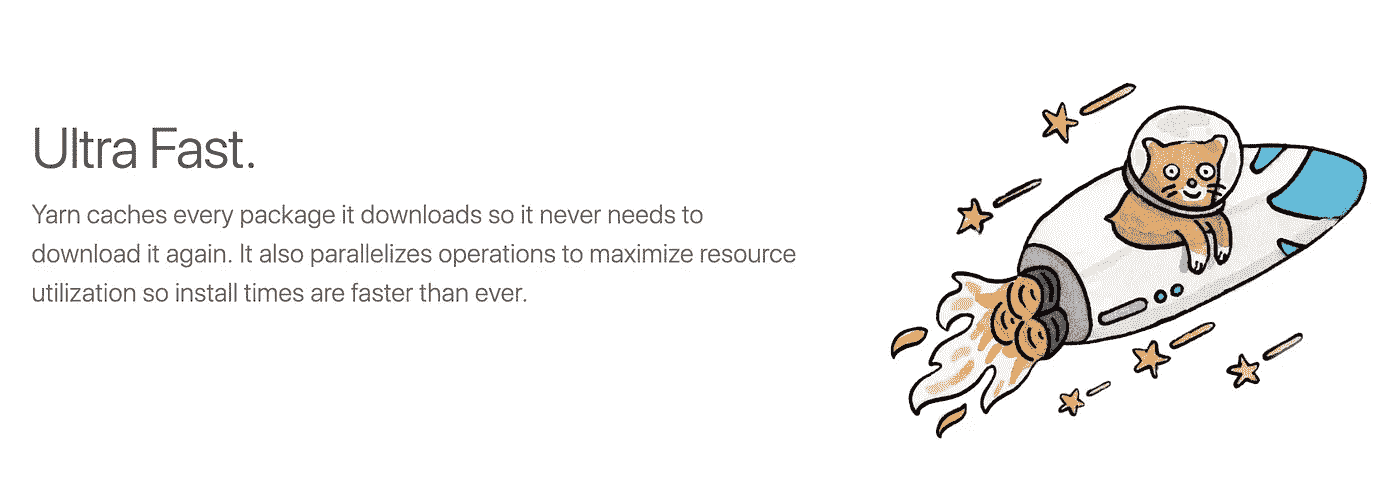 Ultra Fast.
Yarn caches every package it downloads so it never needs to
download it again. It also parallelizes operations to maximize resource
utilization so install times are faster than ever.